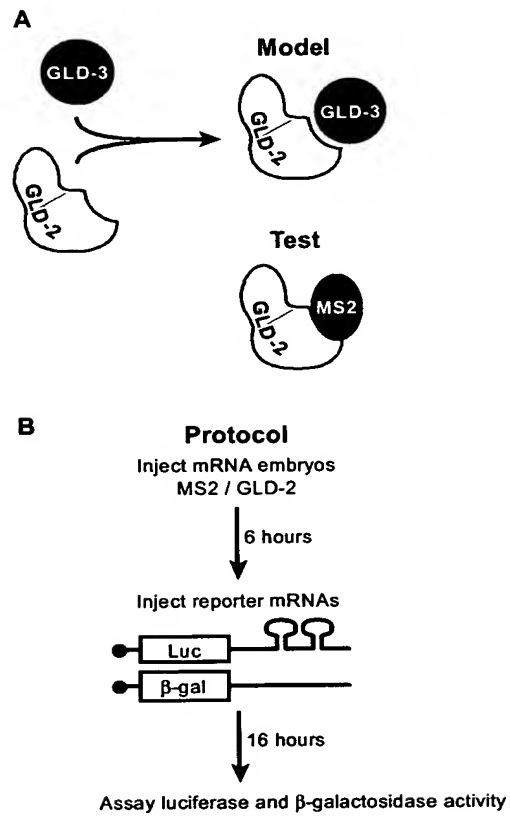 A
GLD-3
GLD-2
Model
GLD-2
GLD-3
Test
GLD-2
MS2
B
Protocol
Inject mRNA embryos
MS2 / GLD-2
6 hours
Inject reporter mRNAs
Luc
β-gal
16 hours
Assay luciferase and β-galactosidase activity